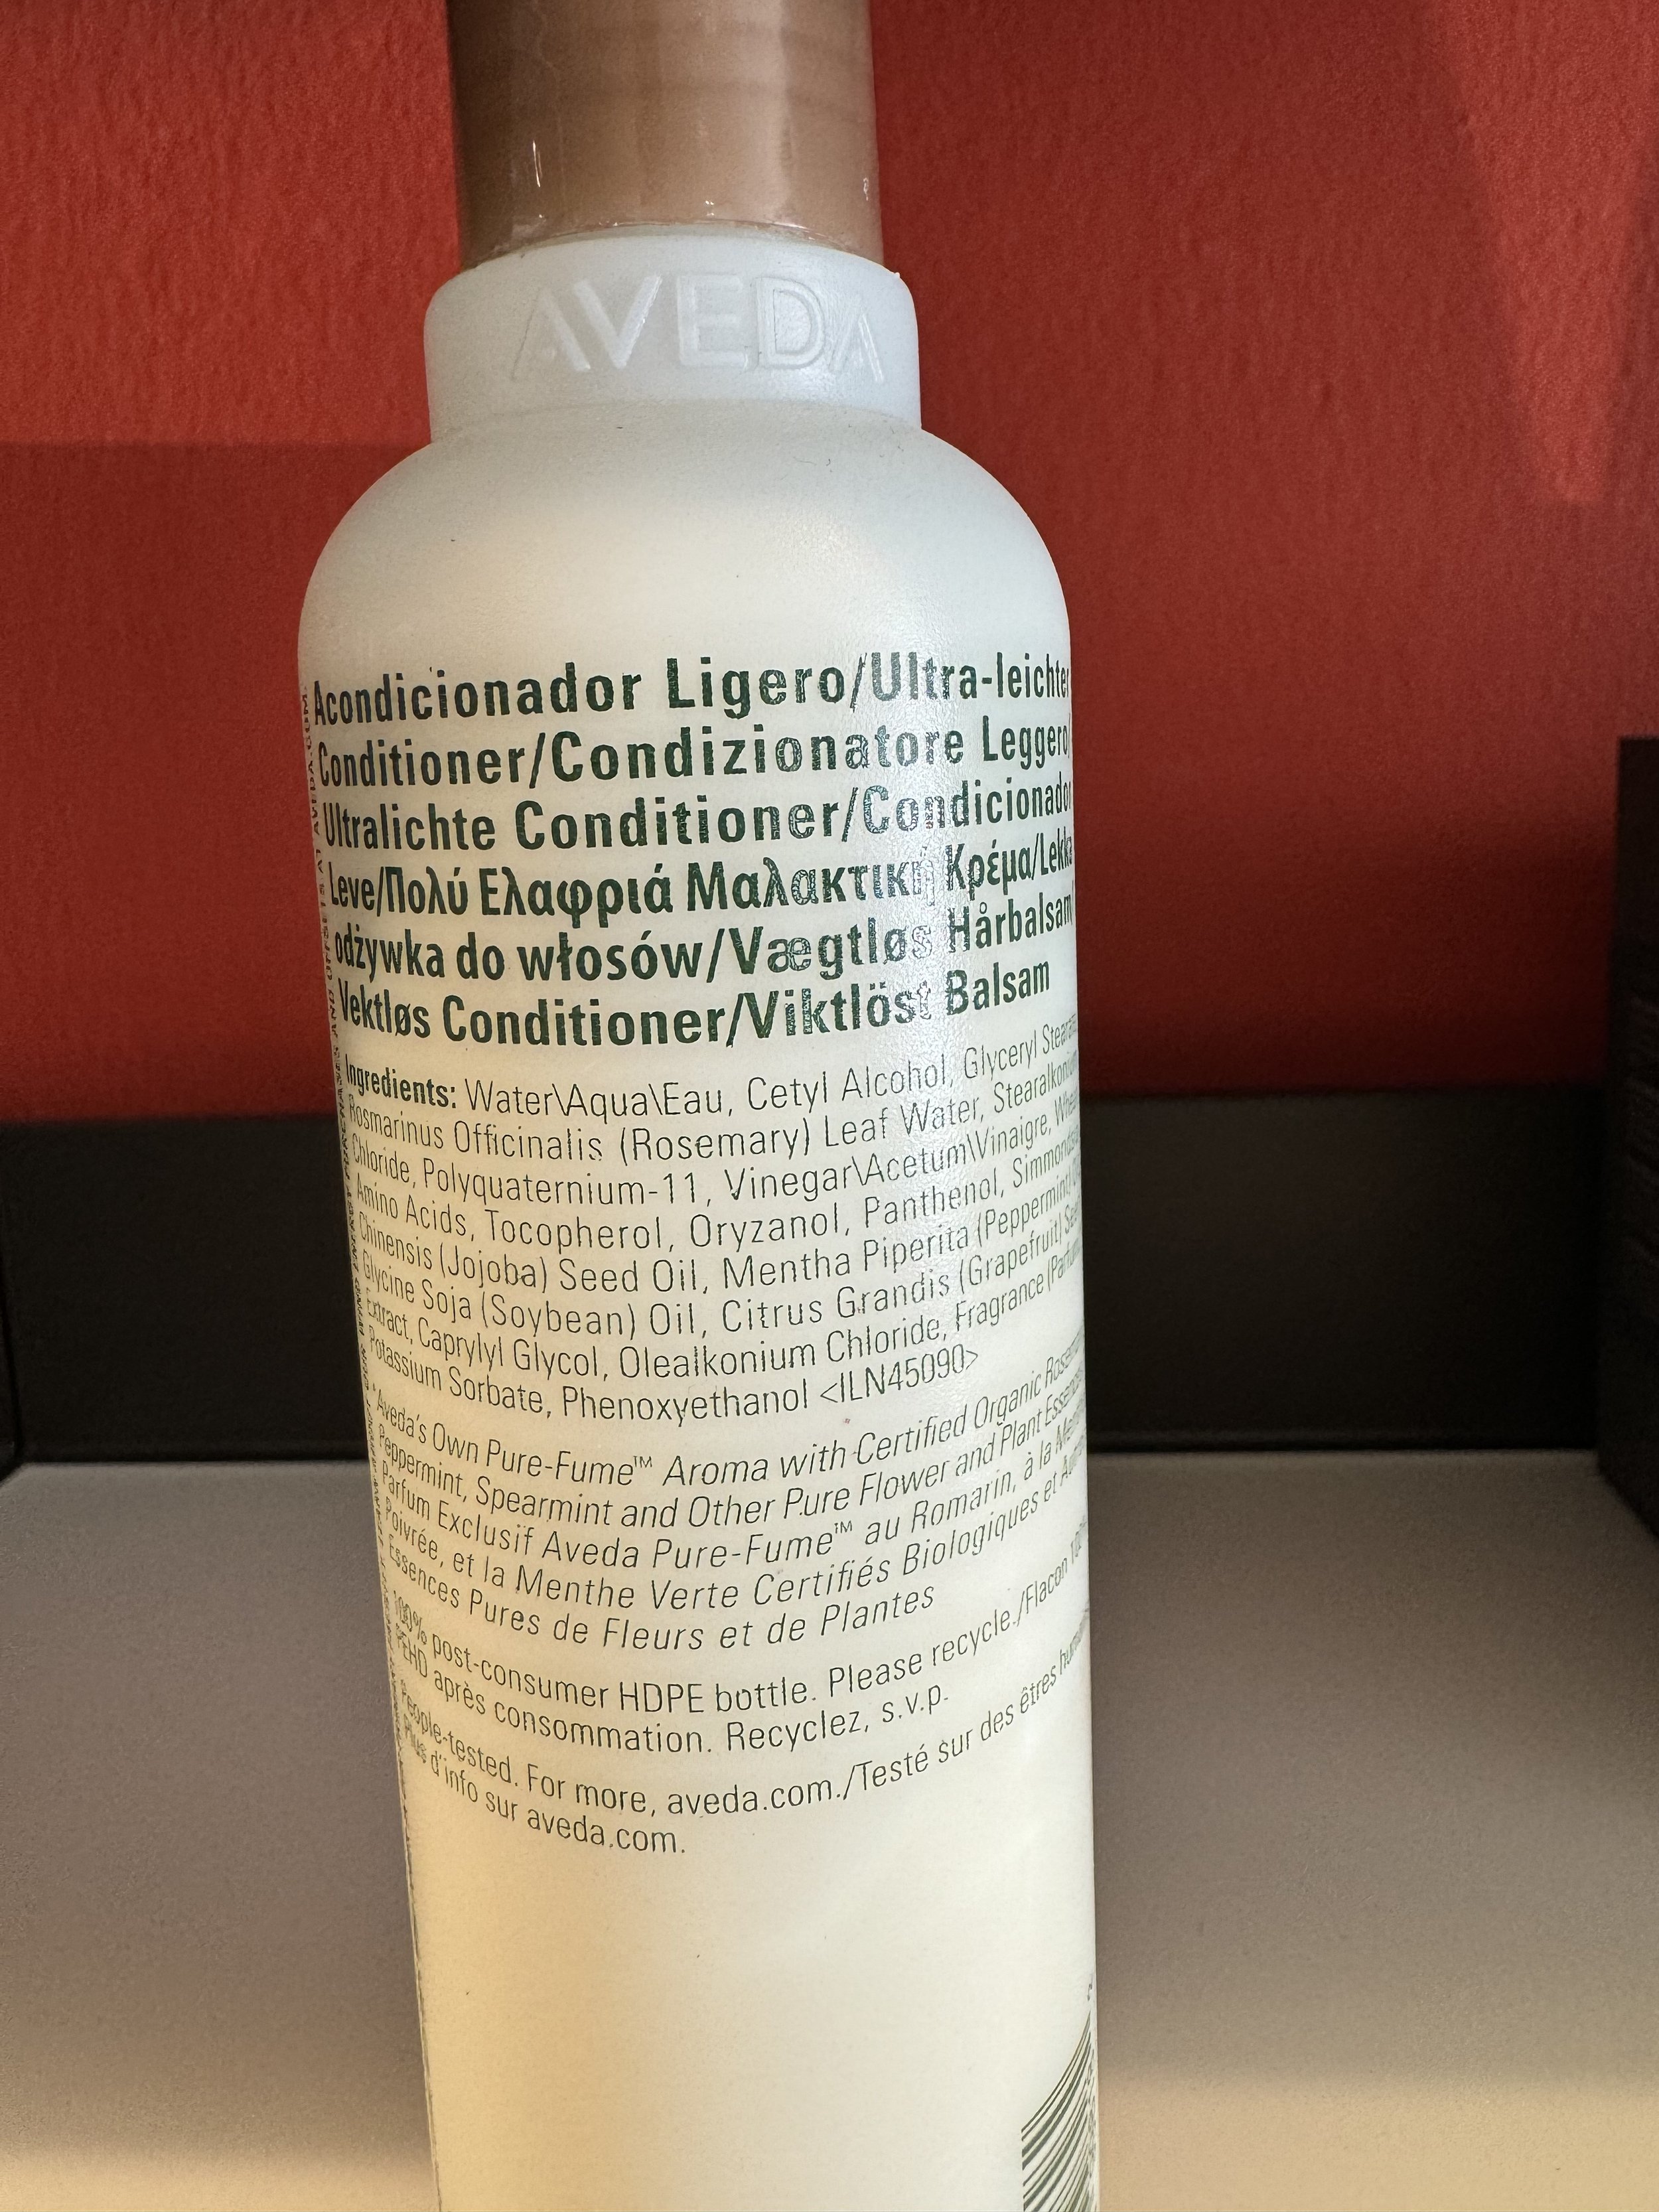 AVEDA
Acondicionador Ligero/Ultra-leichter
Conditioner/Condizionatore Leggero/
Ultralichte Conditioner/Condicionador
Leve/Πολύ Ελαφριά Μαλακτική Κρέμα/Lekka
odżywka do włosów/Vægtløs Hårbalsam/
Vektløs Conditioner/Viktlöst Balsam
Ingredients: Water\Aqua\Eau, Cetyl Alcohol, Glyceryl
Rosmarinus Officinalis (Rosemary) Leaf Water,
Chloride, Polyquaternium-11, Vinegar\Acetum\Vinaigre,
Amino Acids, Tocopherol, Oryzanol, Panthenol,
Chinensis (Jojoba) Seed Oil, Mentha Piperita (Peppermint)
Glycine Soja (Soybean) Oil, Citrus Grandis (Grapefruit)
Extract, Caprylyl Glycol, Olealkonium Chloride, Fragrance
Potassium Sorbate, Phenoxyethanol <ILN45090>
Aveda's Own Pure-Fume™ Aroma with Certified Organic
Peppermint, Spearmint and Other Pure Flower and Plant
Parfum Exclusif Aveda Pure-Fume™ au Romarin, à la
Poivrée, et la Menthe Verte Certifiés Biologiques et
Essences Pures de Fleurs et de Plantes
100% post-consumer HDPE bottle. Please recycle./Flacon
PEHD après consommation. Recyclez, s.v.p.
People-tested. For more, aveda.com./Testé sur des êtres
Plus d'info sur aveda.com.